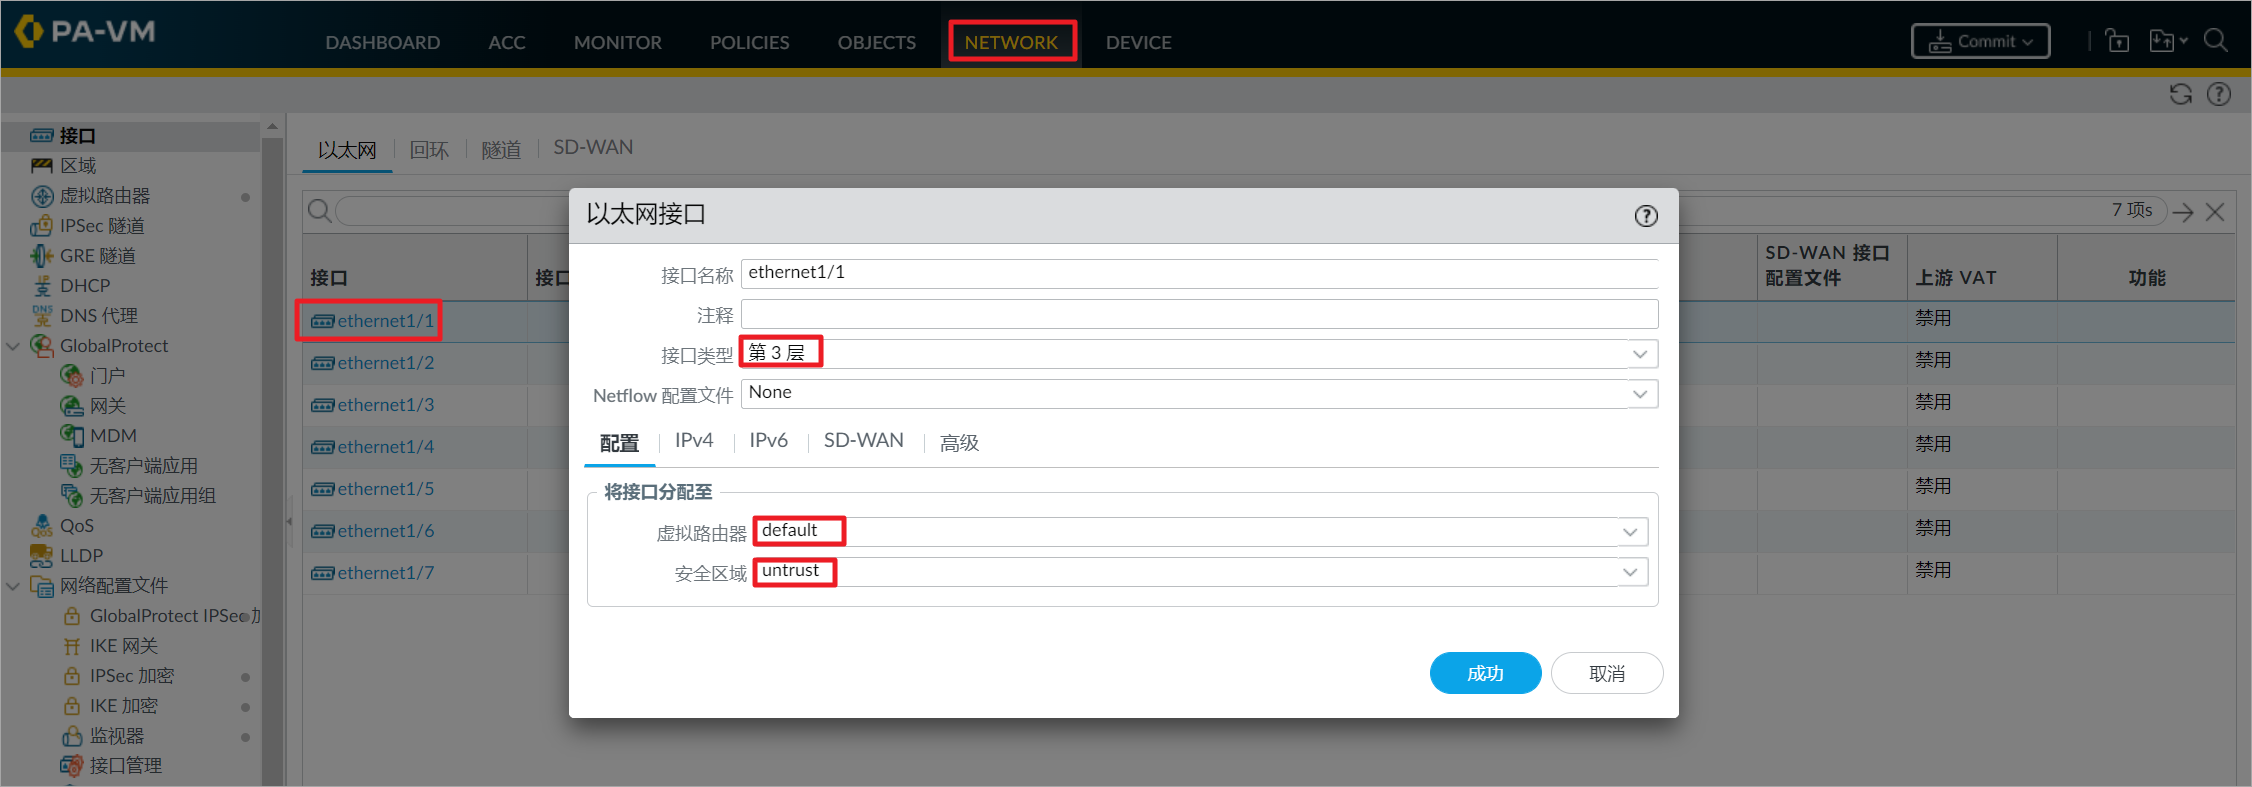 PA-VM
DASHBOARD ACC MONITOR POLICIES OBJECTS NETWORK DEVICE Commit
接口
区域
虚拟路由器
IPSec 隧道
GRE 隧道
DHCP
DNS 代理
GlobalProtect
门户
网关
MDM
无客户端应用
无客户端应用组
QoS
LLDP
网络配置文件
GlobalProtect IPSec
IKE 网关
IPSec 加密
IKE 加密
监视器
接口管理
以太网 回环 隧道 SD-WAN
7 项s
接口 接口 SD-WAN 接口配置文件 上游 VAT 功能
ethernet1/1 禁用
ethernet1/2 禁用
ethernet1/3 禁用
ethernet1/4 禁用
ethernet1/5 禁用
ethernet1/6 禁用
ethernet1/7 禁用
以太网接口
接口名称 ethernet1/1
注释
接口类型 第 3 层
Netflow 配置文件 None
配置 IPv4 IPv6 SD-WAN 高级
将接口分配至
虚拟路由器 default
安全区域 untrust
成功 取消